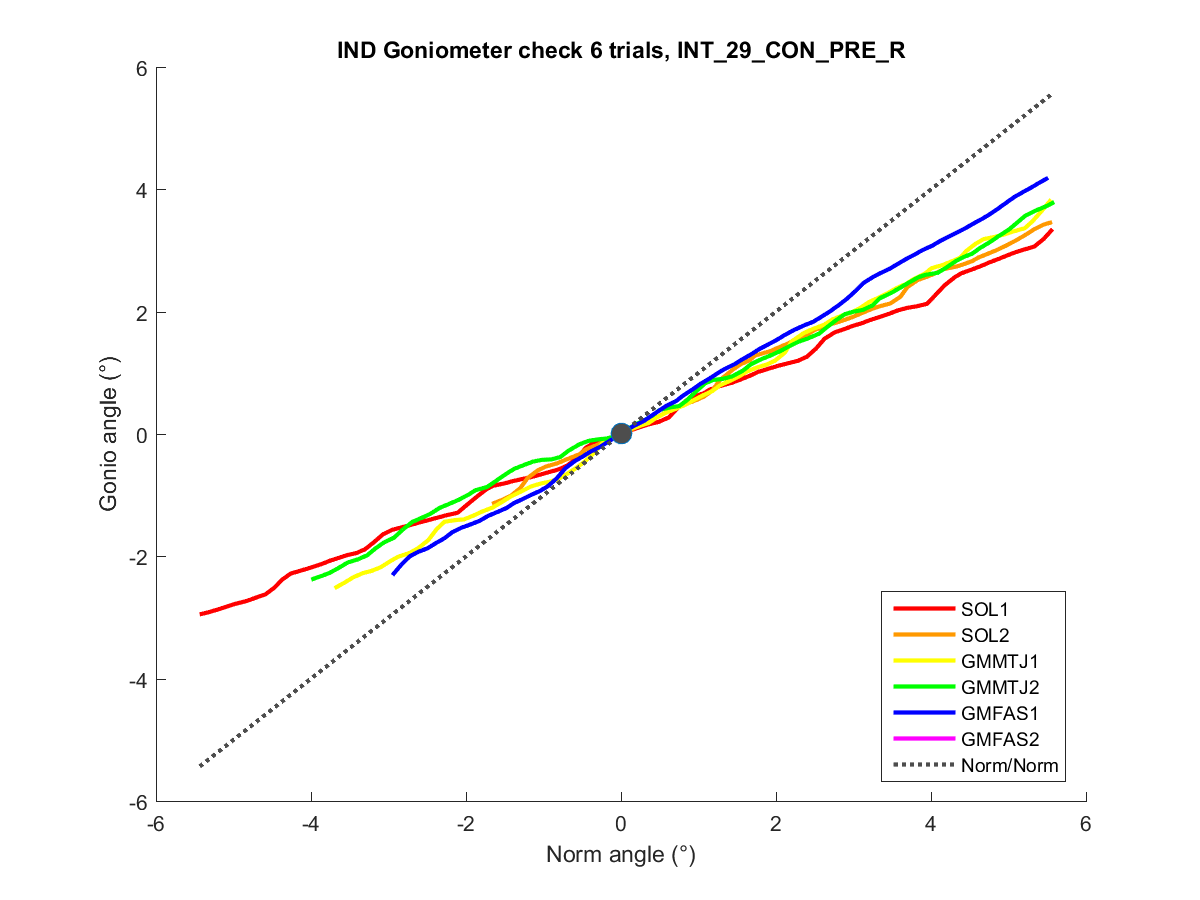 IND Goniometer check 6 trials, INT_29_CON_PRE_R
6
4
2
0
-2
-4
-6
Gonio angle (°)
-6
-4
-2
0
2
4
6
Norm angle (°)
SOL1
SOL2
GMMTJ1
GMMTJ2
GMFAS1
GMFAS2
Norm/Norm